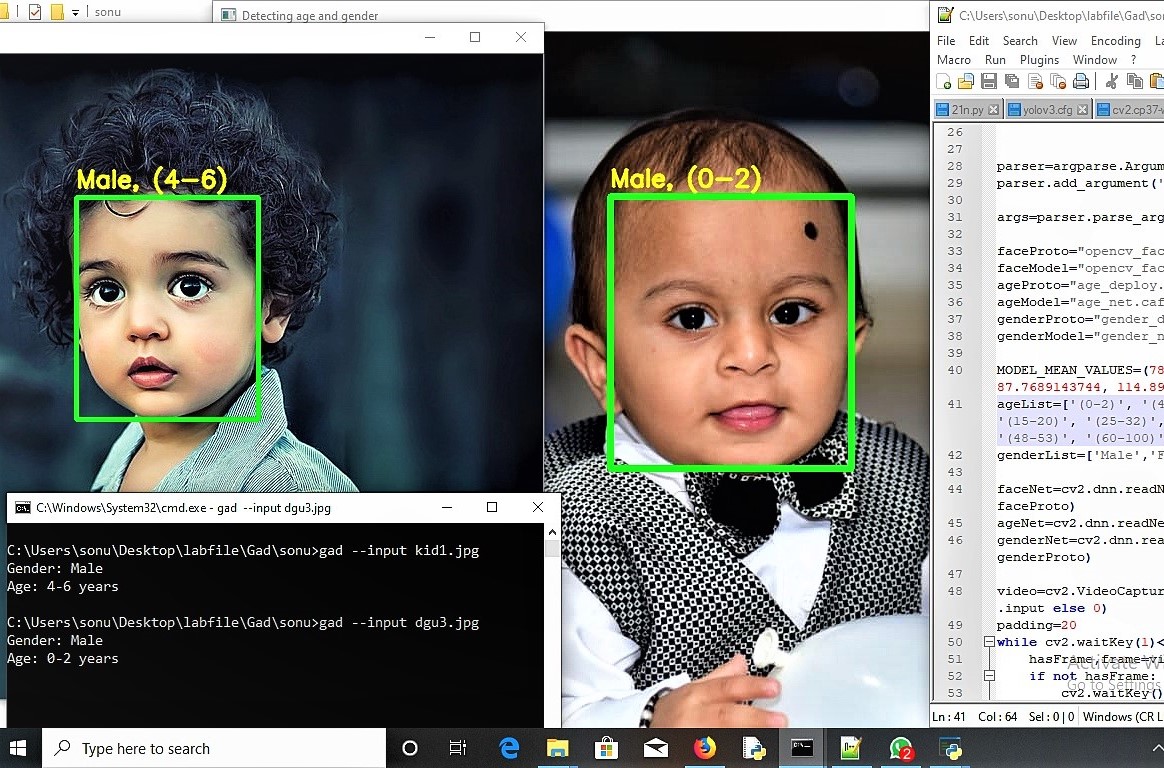 sonu
Detecting age and gender
Male, (4-6)
Male, (0-2)
C:\Windows\System32\cmd.exe - gad --input dgu3.jpg
C:\Users\sonu\Desktop\labfile\Gad\sonu>gad --input kid1.jpg
Gender: Male
Age: 4-6 years
C:\Users\sonu\Desktop\labfile\Gad\sonu>gad --input dgu3.jpg
Gender: Male
Age: 0-2 years
C:\Users\sonu\Desktop\labfile\Gad\so
File Edit Search View Encoding La
Macro Run Plugins Window ?
21n.py yolov3.cfg cv2.cp37-
26
27
28 parser=argparse.Argum
29 parser.add_argument('
30
31 args=parser.parse_arg
32
33 faceProto="opencv_fac
34 faceModel="opencv_fac
35 ageProto="age_deploy.
36 ageModel="age_net.caf
37 genderProto="gender_d
38 genderModel="gender_n
39
40 MODEL_MEAN_VALUES=(78
87.7689143744, 114.89
41 ageList=['(0-2)', '(4
'(15-20)', '(25-32)',
'(48-53)', '(60-100)'
42 genderList=['Male','F
43
44 faceNet=cv2.dnn.readN
faceProto)
45 ageNet=cv2.dnn.readNe
46 genderNet=cv2.dnn.rea
genderProto)
47
48 video=cv2.VideoCaptur
.input else 0)
49 padding=20
50 while cv2.waitKey(1)<
51 hasFrame,frame=vi
52 if not hasFrame:
53 cv2.waitKey()
Activate W
Go to Settings
Ln:41 Col:64 Sel:0|0 Windows (CR L
Type here to search
2